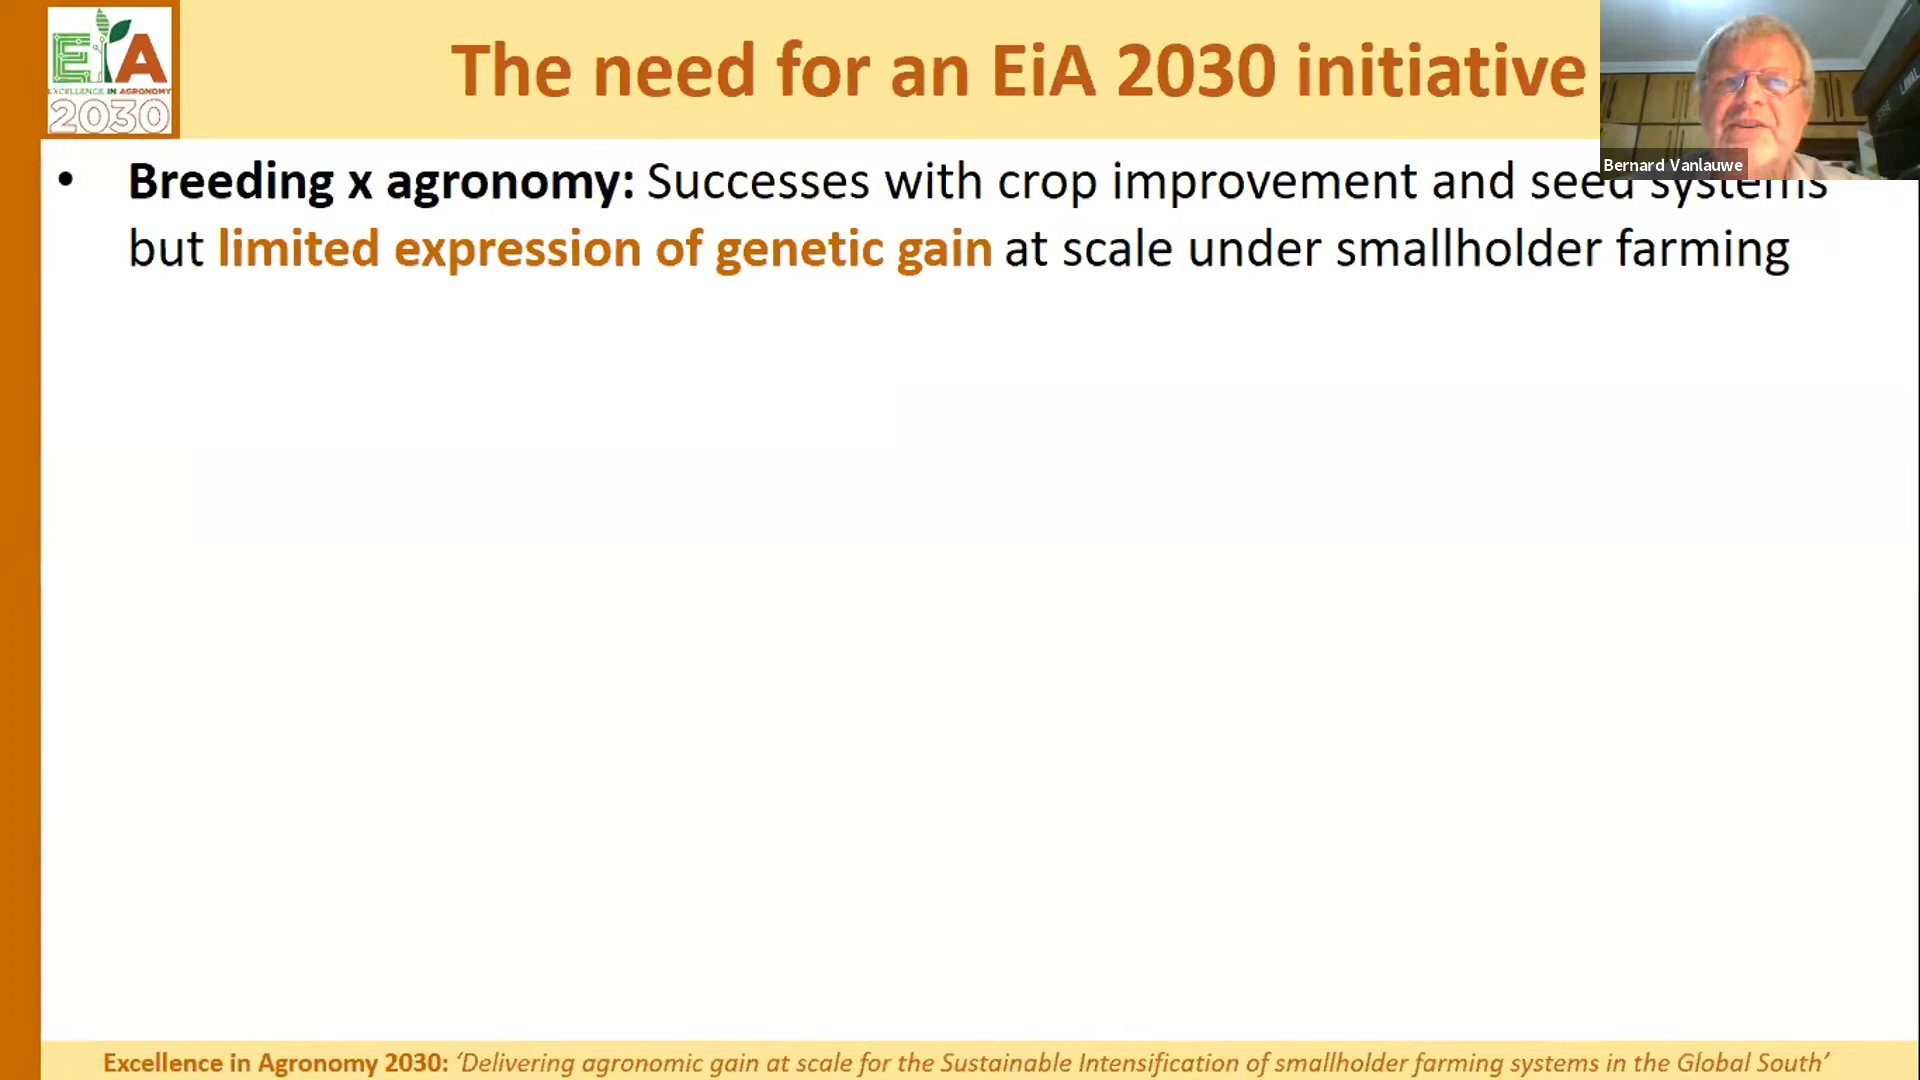 EiA
EXCELLENCE IN AGRONOMY
2030
The need for an EiA 2030 initiative
Bernard Vanlauwe
• Breeding x agronomy: Successes with crop improvement and seed systems
but limited expression of genetic gain at scale under smallholder farming
Excellence in Agronomy 2030: ‘Delivering agronomic gain at scale for the Sustainable Intensification of smallholder farming systems in the Global South’